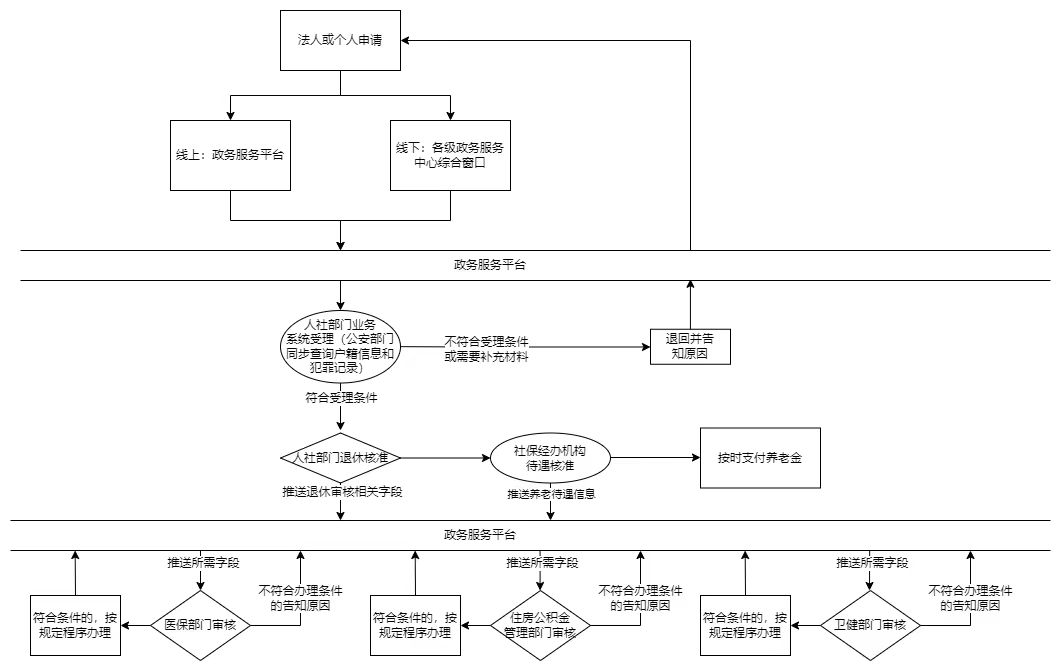 法人或个人申请
线上：政务服务平台
线下：各级政务服务
中心综合窗口
政务服务平台
人社部门业务
系统受理（公安部门
同步查询户籍信息和
犯罪记录）
不符合受理条件
或需要补充材料
退回并告
知原因
符合受理条件
人社部门退休核准
社保经办机构
待遇核准
按时支付养老金
推送退休审核相关字段
推送养老待遇信息
政务服务平台
推送所需字段
不符合办理条件
的告知原因
符合条件的，按
规定程序办理
医保部门审核
推送所需字段
不符合办理条件
的告知原因
符合条件的，按
规定程序办理
住房公积金
管理部门审核
推送所需字段
不符合办理条件
的告知原因
符合条件的，按
规定程序办理
卫健部门审核